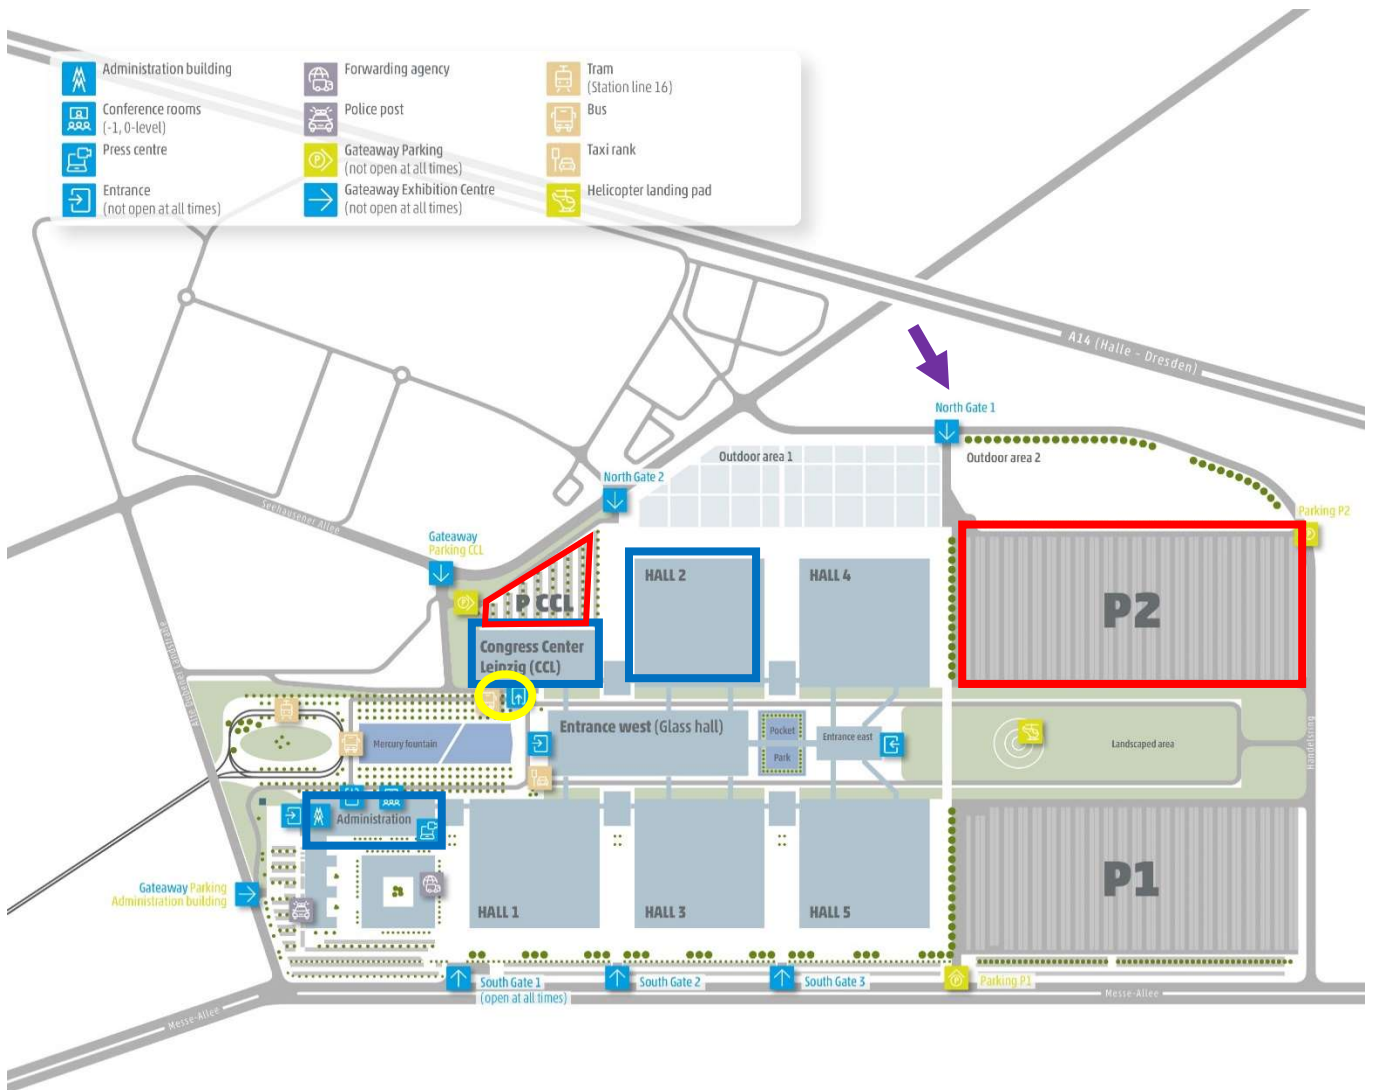 Administration building
Conference rooms
(-1, 0-level)
Press centre
Entrance
(not open at all times)
Forwarding agency
Police post
Gateaway Parking
(not open at all times)
Gateaway Exhibition Centre
(not open at all times)
Tram
(Station line 16)
Bus
Taxi rank
Helicopter landing pad
A14 (Halle - Dresden)
North Gate 1
Outdoor area 1
Outdoor area 2
North Gate 2
Seehausener Allee
Parking P2
Gateaway
Parking CCL
P CCL
HALL 2
HALL 4
P2
Congress Center
Leipzig (CCL)
Entrance west (Glass hall)
Mercury fountain
Pocket
Park
Entrance east
Landscaped area
Handelsring
Administration
P1
Gateaway Parking
Administration building
HALL 1
HALL 3
HALL 5
South Gate 1
(open at all times)
South Gate 2
South Gate 3
Parking P1
Messe-Allee
Messe-Allee